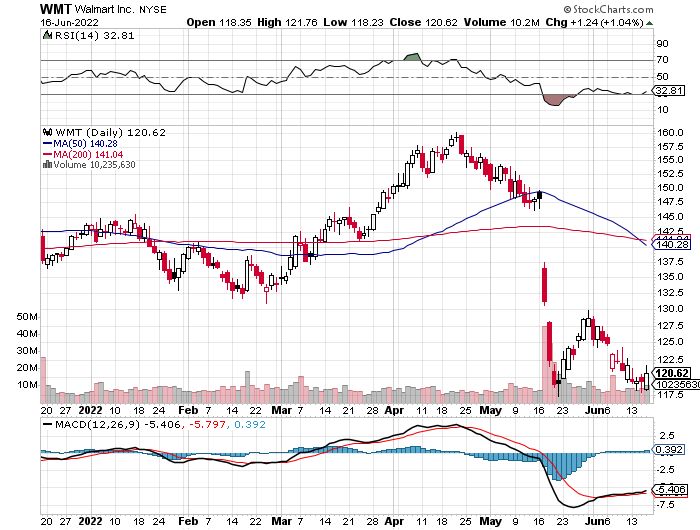 WMT Walmart Inc. NYSE © StockCharts.com
16-Jun-2022 Open 118.35 High 121.76 Low 118.23 Close 120.62 Volume 10.2M Chg +1.24 (+1.04%)
RSI(14) 32.81
90
70
50
32.81
30
10
WMT (Daily) 120.62
MA(50) 140.28
MA(200) 141.04
Volume 10,235,630
160.0
157.5
155.0
152.5
150.0
147.5
145.0
142.5
140.28
137.5
135.0
132.5
130.0
127.5
125.0
122.5
120.62
10235630
117.5
50M
40M
30M
20M
10M
20 27 2022 10 18 24 Feb 7 14 22 Mar 7 14 21 28 Apr 11 18 25 May 9 16 23 Jun 6 13
MACD(12,26,9) -5.406, -5.797, 0.392
2.5
0.392
-2.5
-5.406
-7.5
20 27 2022 10 18 24 Feb 7 14 22 Mar 7 14 21 28 Apr 11 18 25 May 9 16 23 Jun 6 13